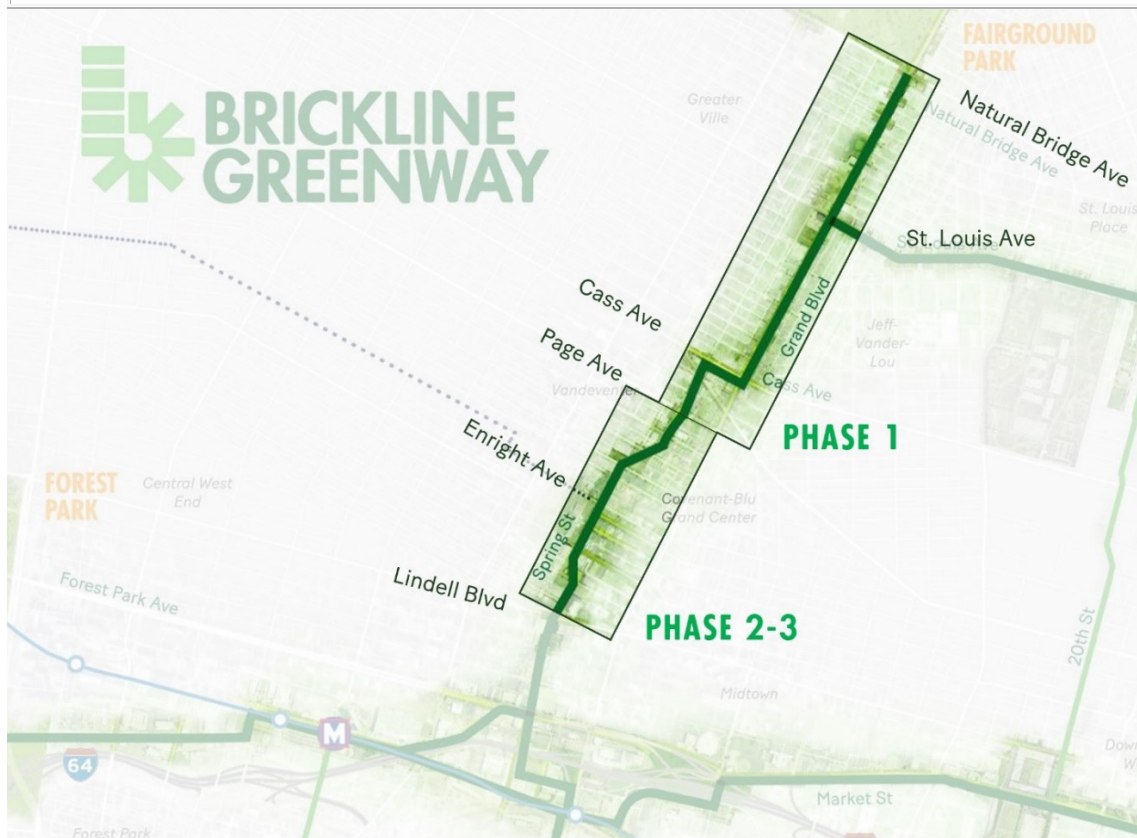 FAIRGROUND
PARK
BRICKLINE
GREENWAY
Greater
Ville
Natural Bridge Ave
Natural Bridge Ave
St. Louis
Place
St. Louis Ave
Cass Ave
Grand Blvd
Jeff-
Vander-
Lou
Page Ave
Cass Ave
Vandeventer
PHASE 1
Enright Ave
FOREST
PARK
Central West
End
Covenant-Blu
Grand Center
Spring St
Lindell Blvd
Forest Park Ave
PHASE 2-3
20th St
Midtown
M
64
Market St
Forest Park